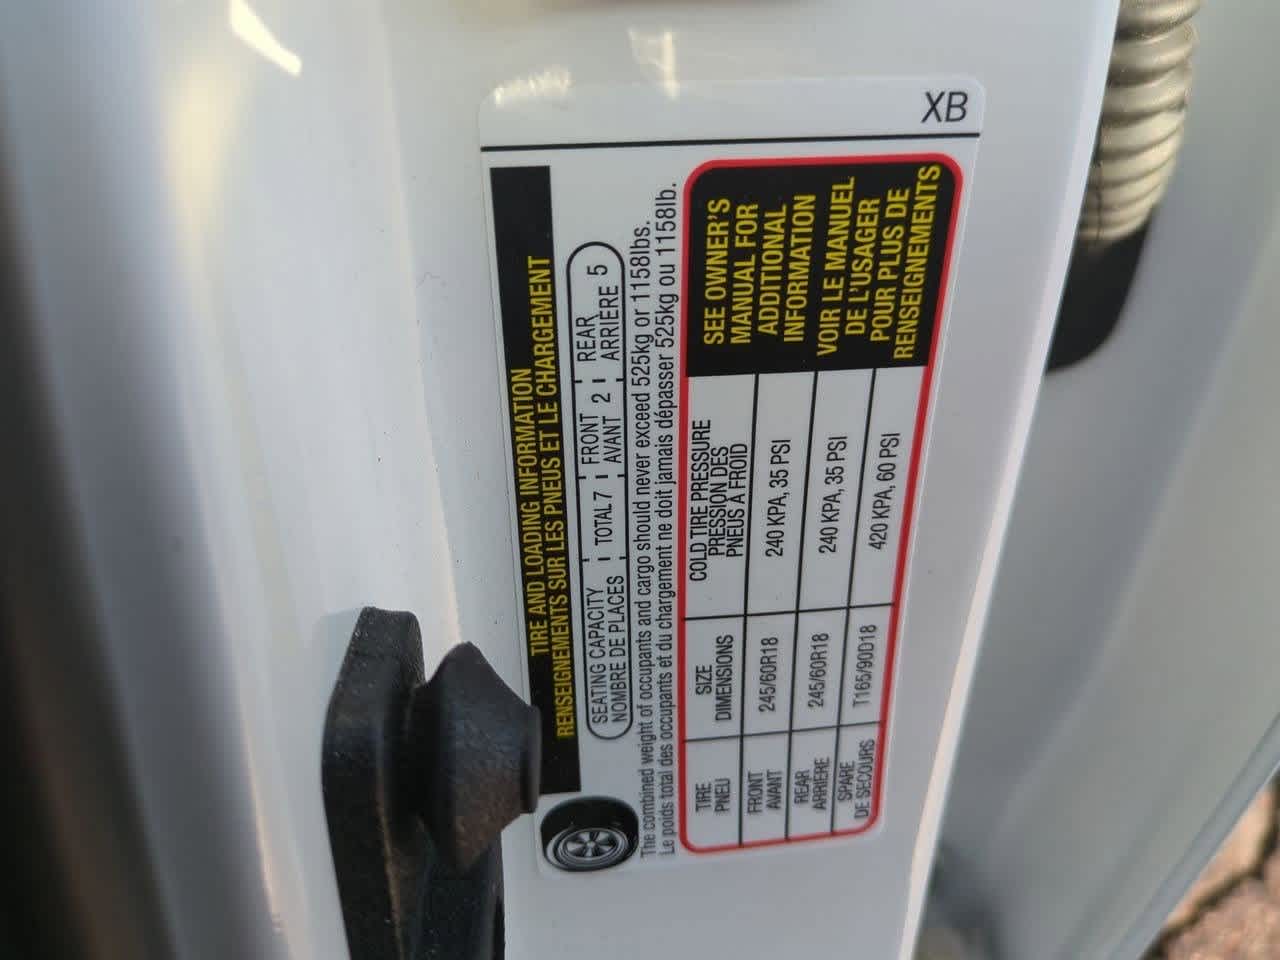 XB
TIRE AND LOADING INFORMATION
RENSEIGNEMENTS SUR LES PNEUS ET LE CHARGEMENT
SEATING CAPACITY TOTAL 7 FRONT 2 REAR 5
NOMBRE DE PLACES AVANT ARRIÈRE
The combined weight of occupants and cargo should never exceed 525kg or 1158lbs.
Le poids total des occupants et du chargement ne doit jamais dépasser 525kg ou 1158lb.
TIRE SIZE COLD TIRE PRESSURE
PNEU DIMENSIONS PRESSION DES
PNEUS À FROID
FRONT 245/60R18 240 KPA, 35 PSI
AVANT
REAR 245/60R18 240 KPA, 35 PSI
ARRIÈRE
SPARE T165/90D18 420 KPA, 60 PSI
DE SECOURS
SEE OWNER'S
MANUAL FOR
ADDITIONAL
INFORMATION
VOIR LE MANUEL
DE L'USAGER
POUR PLUS DE
RENSEIGNEMENTS